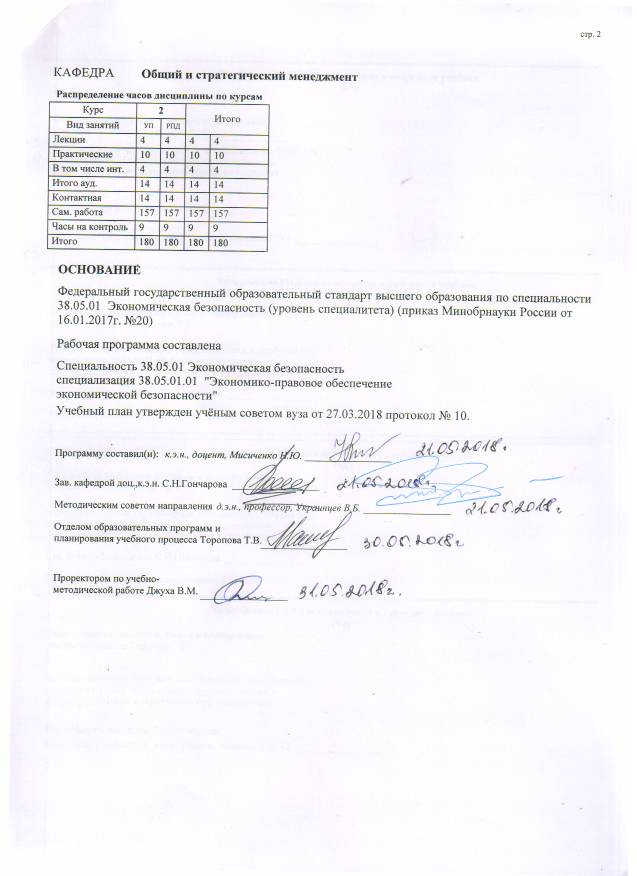 стр. 2
КАФЕДРА Общий и стратегический менеджмент
Распределение часов дисциплины по курсам
Курс 2 Итого
Вид занятий УП РПД
Лекции 4 4 4 4
Практические 10 10 10 10
В том числе инт. 4 4 4 4
Итого ауд. 14 14 14 14
Контактная 14 14 14 14
Сам. работа 157 157 157 157
Часы на контроль 9 9 9 9
Итого 180 180 180 180
ОСНОВАНИЕ
Федеральный государственный образовательный стандарт высшего образования по специальности
38.05.01 Экономическая безопасность (уровень специалитета) (приказ Минобрнауки России от
16.01.2017г. №20)
Рабочая программа составлена
Специальность 38.05.01 Экономическая безопасность
специализация 38.05.01.01 "Экономико-правовое обеспечение
экономической безопасности"
Учебный план утвержден учёным советом вуза от 27.03.2018 протокол № 10.
Программу составил(и): к.э.н., доцент, Мисиченко Н.Ю. 21.05.2018г.
Зав. кафедрой доц.,к.э.н. С.Н.Гончарова 21.05.2018г.
Методическим советом направления д.э.н., профессор, Украинцев В.Б. 21.05.2018г
Отделом образовательных программ и
планирования учебного процесса Торопова Т.В. 30.05.2018г
Проректором по учебно-
методической работе Джуха В.М. 31.05.2018г.